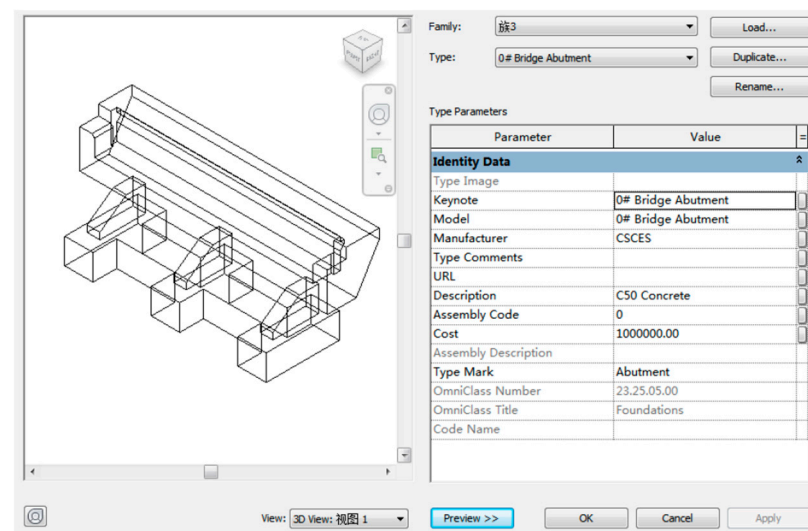 Family: 族3 Load...
Type: 0# Bridge Abutment Duplicate...
Rename...
Type Parameters
Parameter Value =
Identity Data
Type Image
Keynote 0# Bridge Abutment
Model 0# Bridge Abutment
Manufacturer CSCES
Type Comments
URL
Description C50 Concrete
Assembly Code 0
Cost 1000000.00
Assembly Description
Type Mark Abutment
OmniClass Number 23.25.05.00
OmniClass Title Foundations
Code Name
View: 3D View: 视图 1 Preview >> OK Cancel Apply